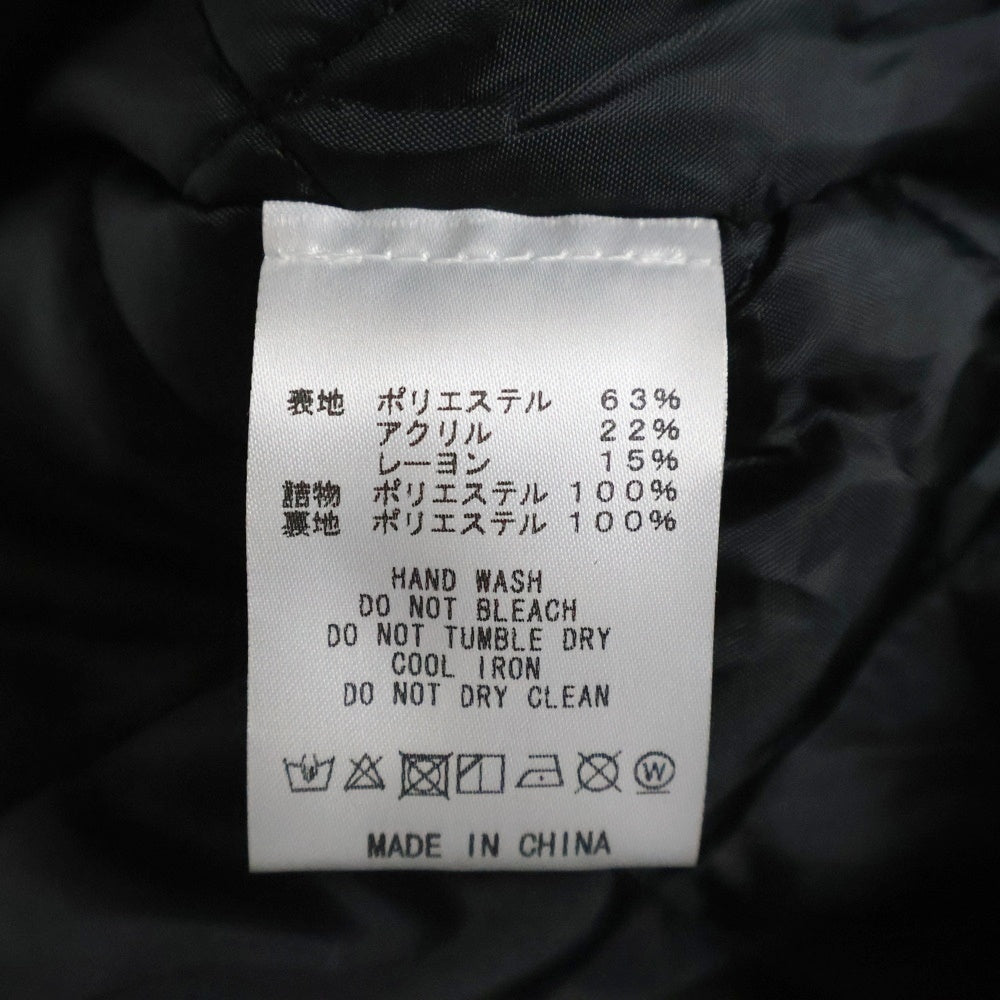 表地 ポリエステル 63%
アクリル 22%
レーヨン 15%
詰物 ポリエステル 100%
裏地 ポリエステル 100%
HAND WASH
DO NOT BLEACH
DO NOT TUMBLE DRY
COOL IRON
DO NOT DRY CLEAN
W
MADE IN CHINA